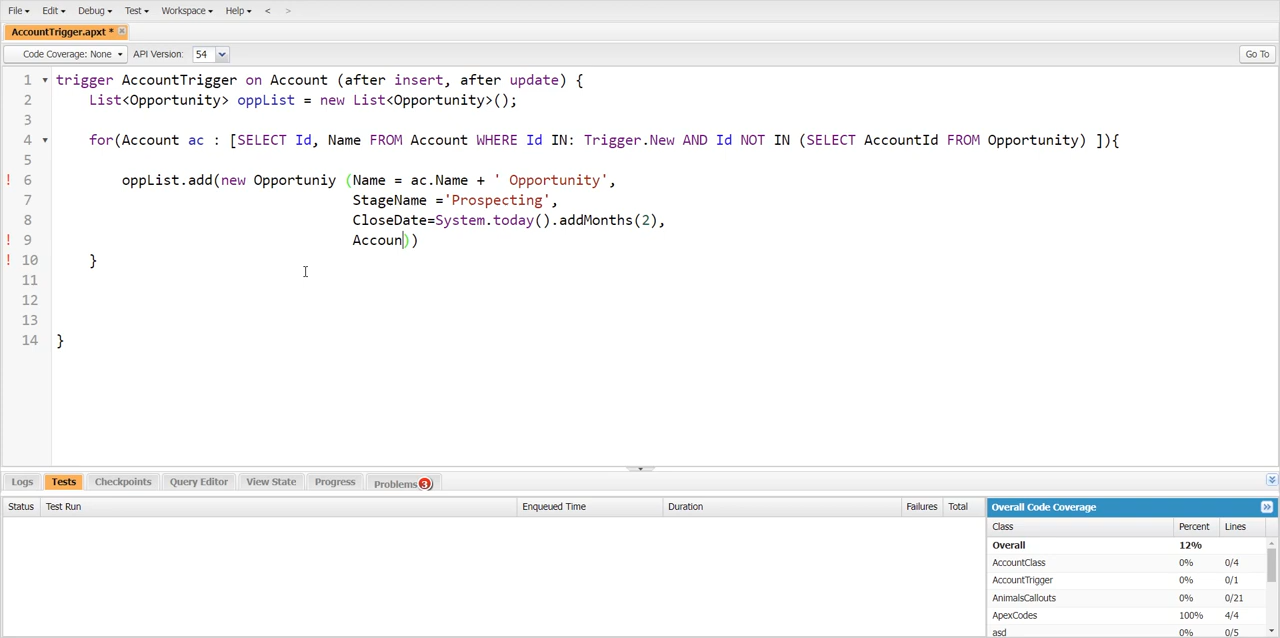 File Edit Debug Test Workspace Help < >
AccountTrigger.apxt *
Code Coverage: None API Version: 54 Go To
1 trigger AccountTrigger on Account (after insert, after update) {
2 List<Opportunity> oppList = new List<Opportunity>();
3
4 for(Account ac : [SELECT Id, Name FROM Account WHERE Id IN: Trigger.New AND Id NOT IN (SELECT AccountId FROM Opportunity) ]){
5
! 6 oppList.add(new Opportuniy (Name = ac.Name + ' Opportunity',
7 StageName ='Prospecting',
8 CloseDate=System.today().addMonths(2),
! 9 Accoun))
! 10 }
11
12
13
14 }
Logs Tests Checkpoints Query Editor View State Progress Problems 3
Status Test Run Enqueued Time Duration Failures Total
Overall Code Coverage
Class Percent Lines
Overall 12%
AccountClass 0% 0/4
AccountTrigger 0% 0/1
AnimalsCallouts 0% 0/21
ApexCodes 100% 4/4
asd 0% 0/5